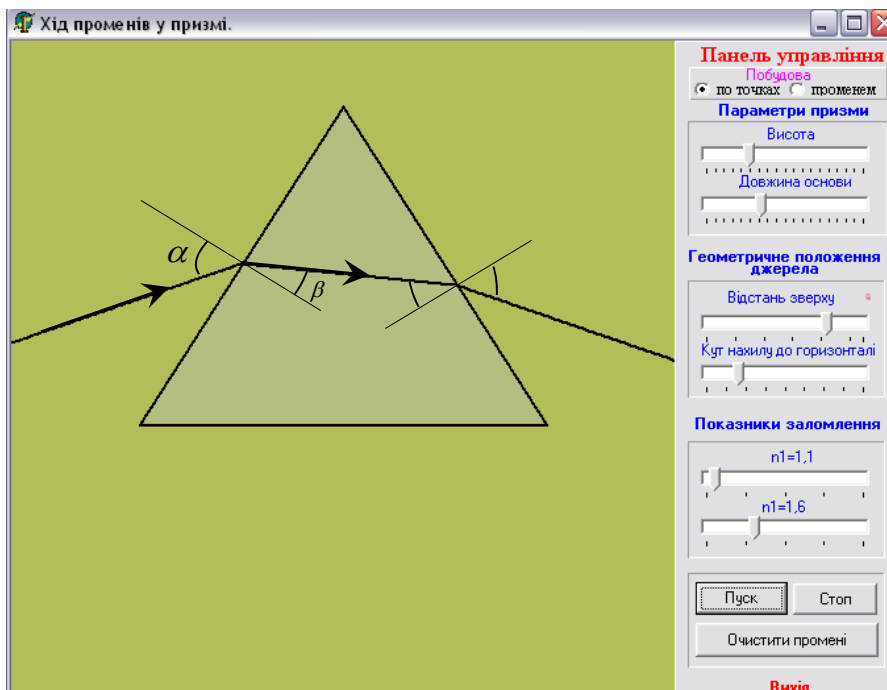 Хід променів у призмі.
Панель управління
Побудова
по точках променем
Параметри призми
Висота
Довжина основи
Геометричне положення
джерела
Відстань зверху
Кут нахилу до горизонталі
Показники заломлення
n1=1,1
n1=1,6
Пуск Стоп
Очистити промені
Вихід
α
β